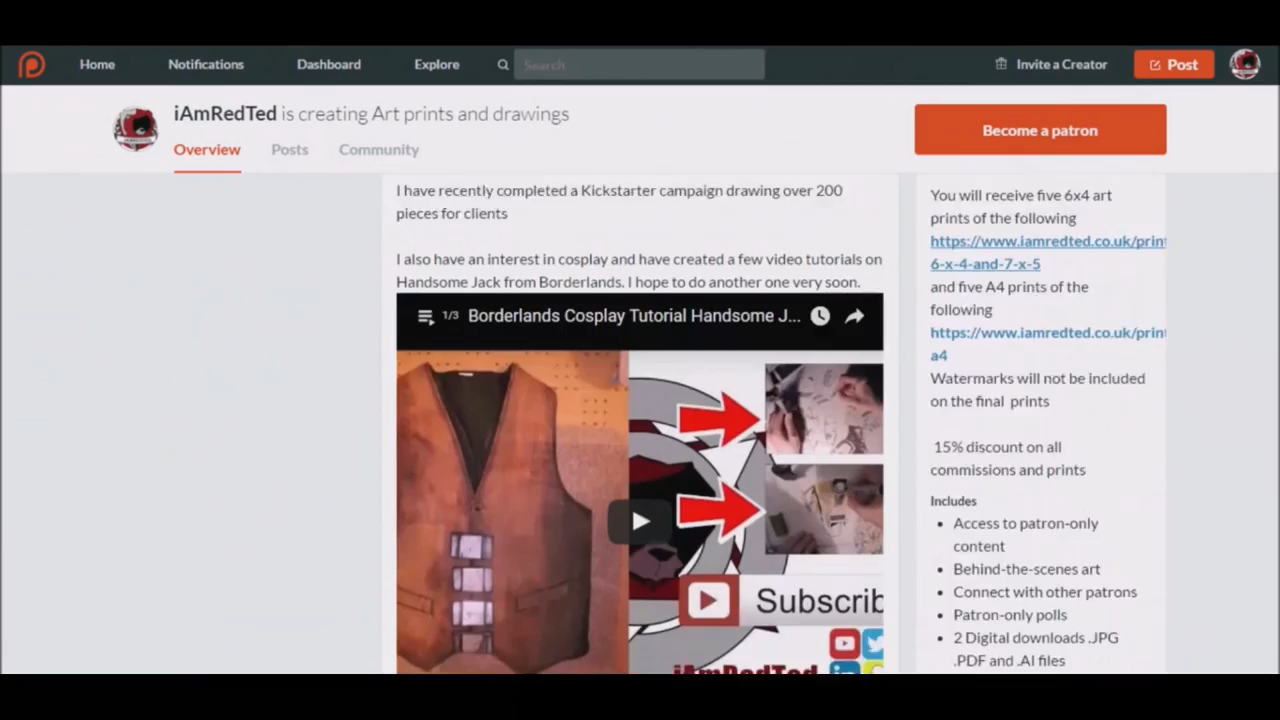 Home Notifications Dashboard Explore Search Invite a Creator Post
iAmRedTed is creating Art prints and drawings
Become a patron
Overview Posts Community
I have recently completed a Kickstarter campaign drawing over 200
pieces for clients
I also have an interest in cosplay and have created a few video tutorials on
Handsome Jack from Borderlands. I hope to do another one very soon.
1/3 Borderlands Cosplay Tutorial Handsome J...
Subscrib
iAmRedTed
You will receive five 6x4 art
prints of the following
https://www.iamredted.co.uk/print
6-x-4-and-7-x-5
and five A4 prints of the
following
https://www.iamredted.co.uk/print
a4
Watermarks will not be included
on the final prints
15% discount on all
commissions and prints
Includes
Access to patron-only
content
Behind-the-scenes art
Connect with other patrons
Patron-only polls
2 Digital downloads .JPG
.PDF and .AI files